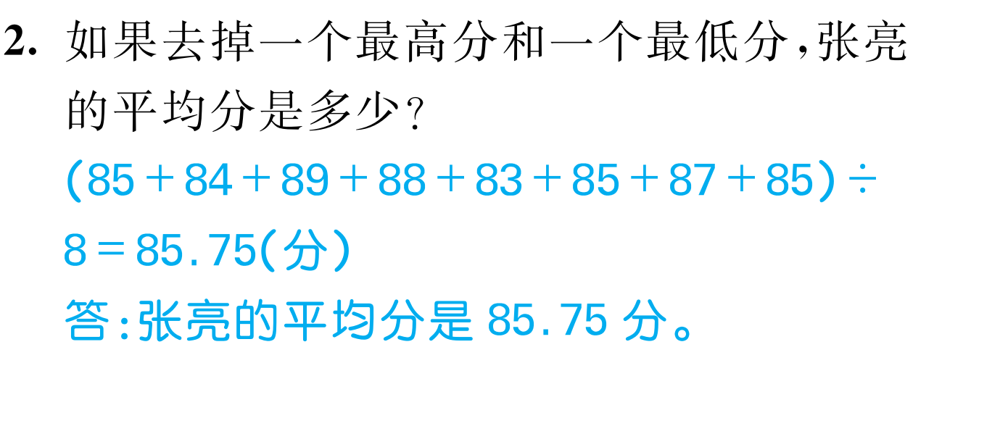 2. 如果去掉一个最高分和一个最低分,张亮
的平均分是多少?
(85+84+89+88+83+85+87+85)÷
8=85.75(分)
答:张亮的平均分是 85.75 分。